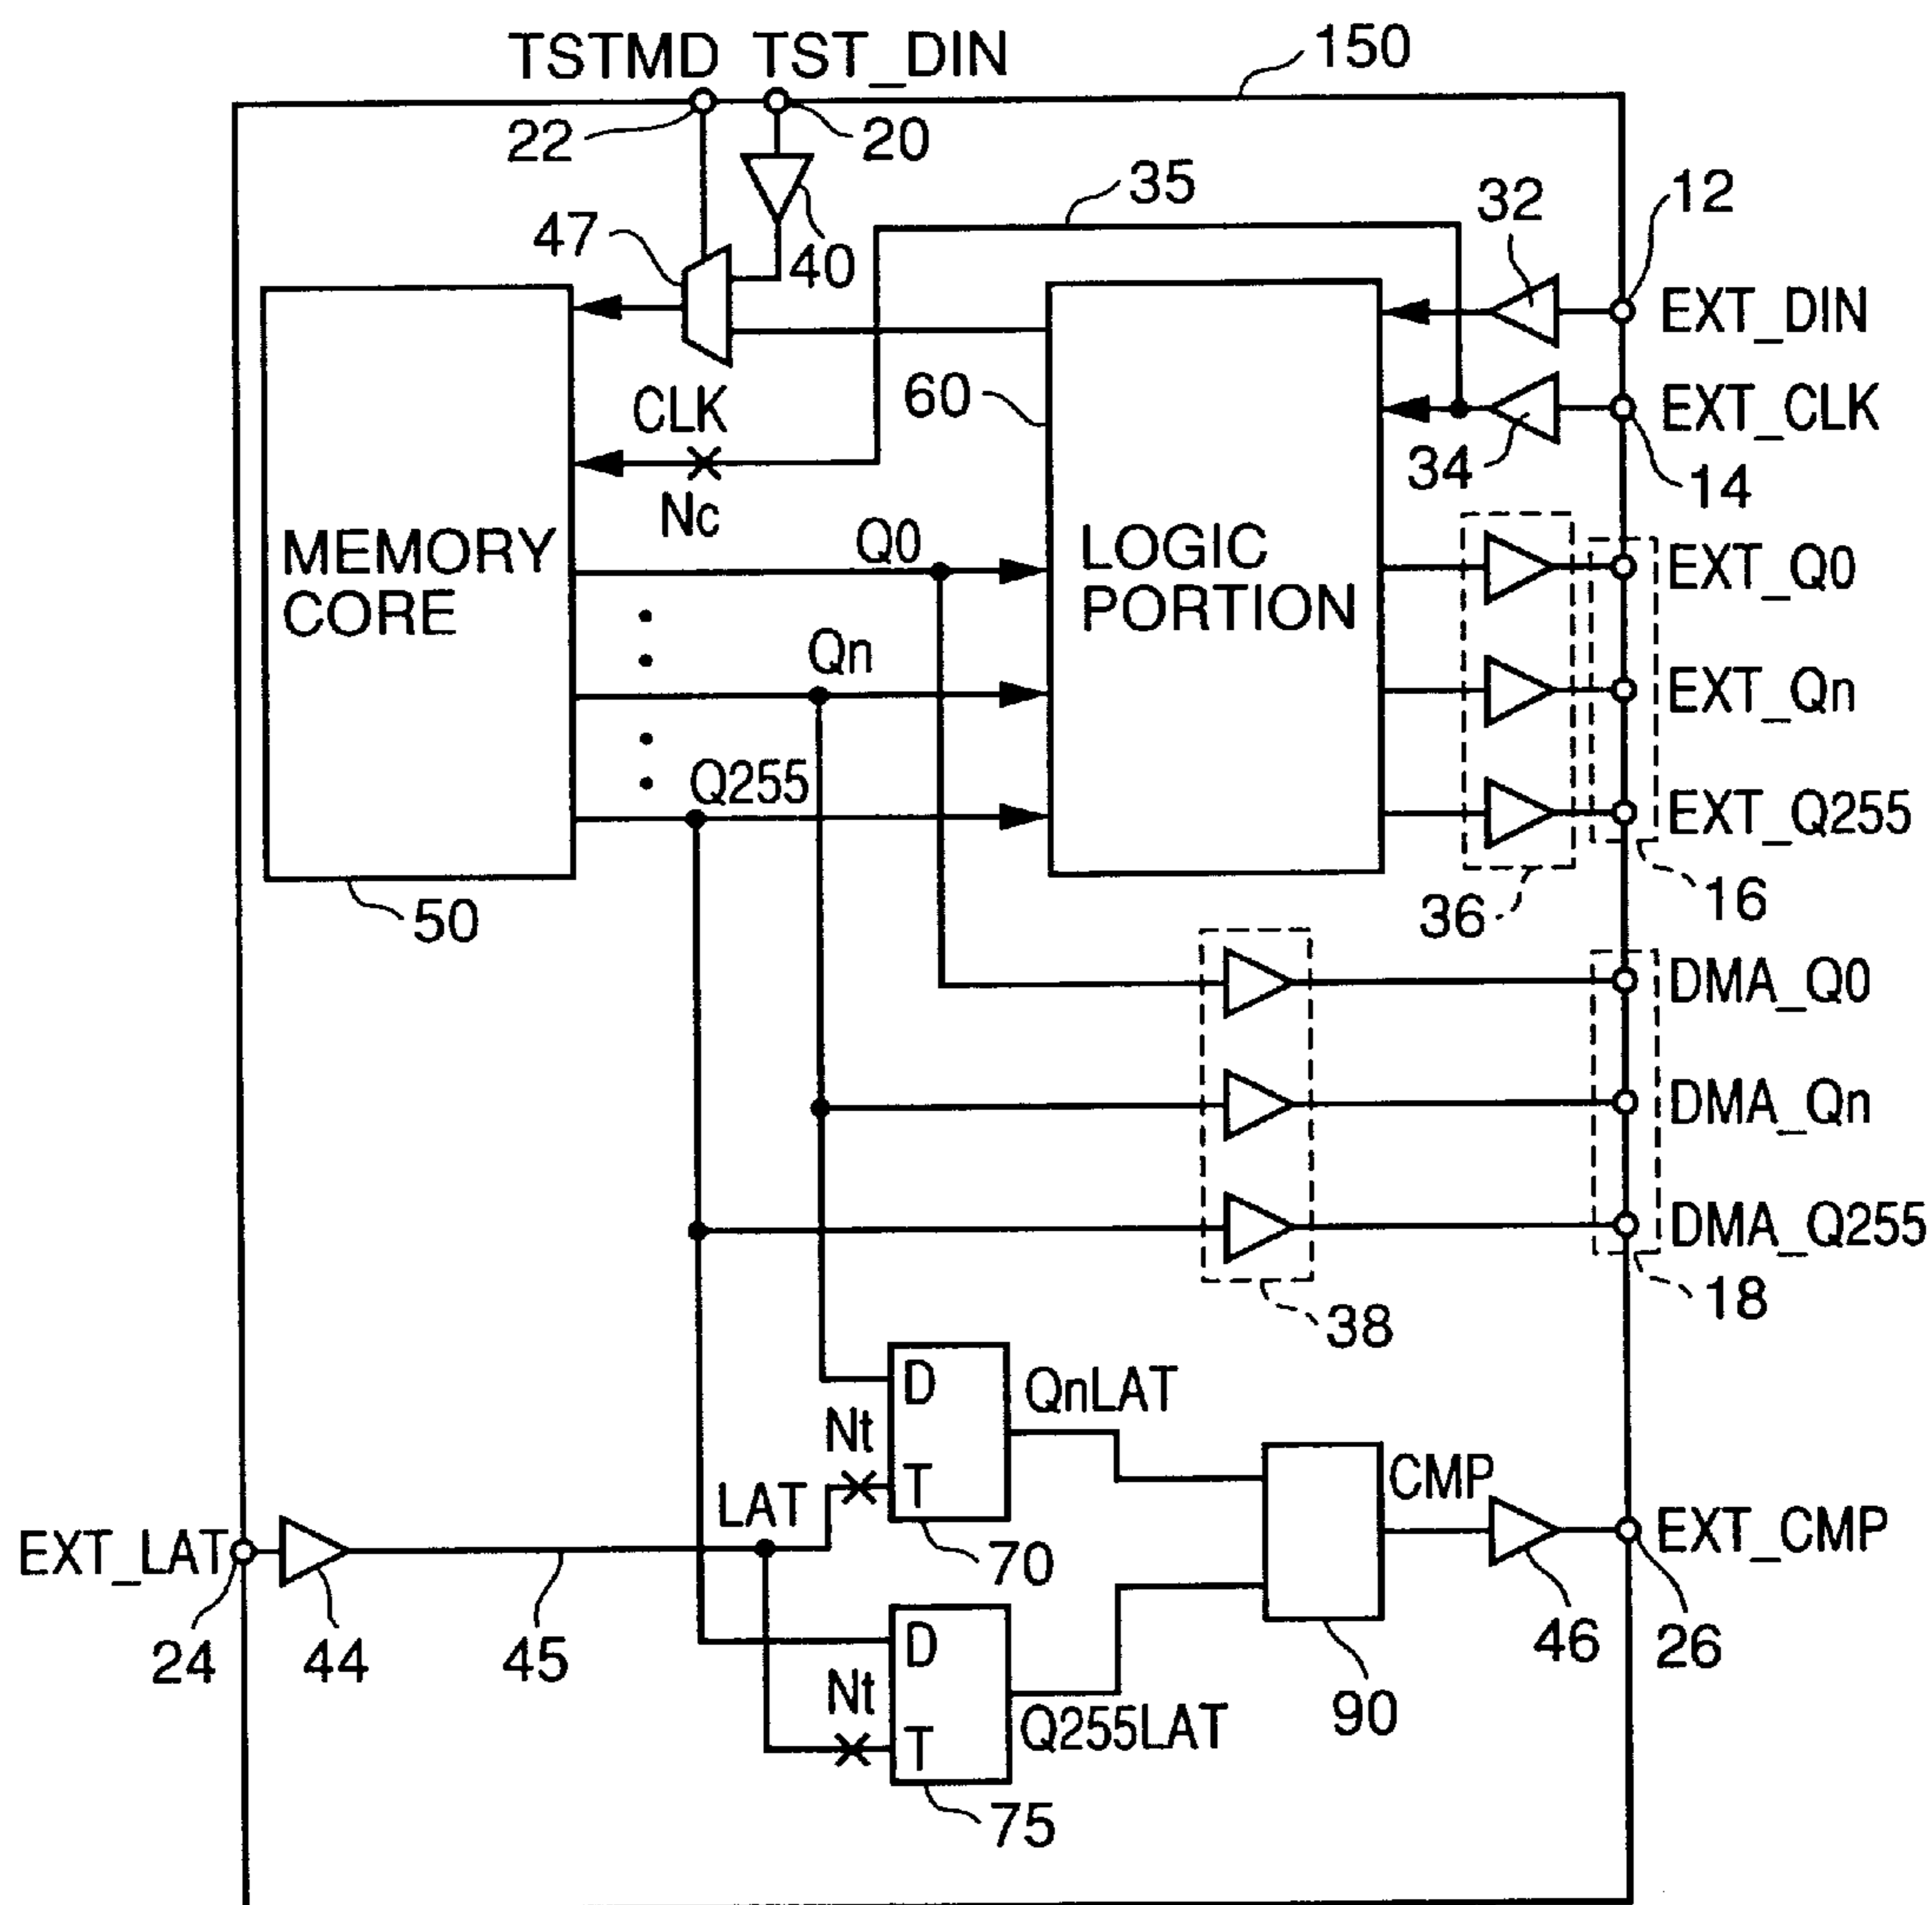 TSTMD TST_DIN
150
22
20
35
32
12
47
40
EXT_DIN
CLK
60
EXT_CLK
34
14
Nc
MEMORY
CORE
Q0
LOGIC
PORTION
EXT_Q0
Qn
EXT_Qn
Q255
EXT_Q255
50
36
16
DMA_Q0
DMA_Qn
DMA_Q255
18
38
D
QnLAT
Nt
T
LAT
CMP
EXT_LAT
EXT_CMP
70
24
44
45
D
46
26
Nt
90
T
Q255LAT
75